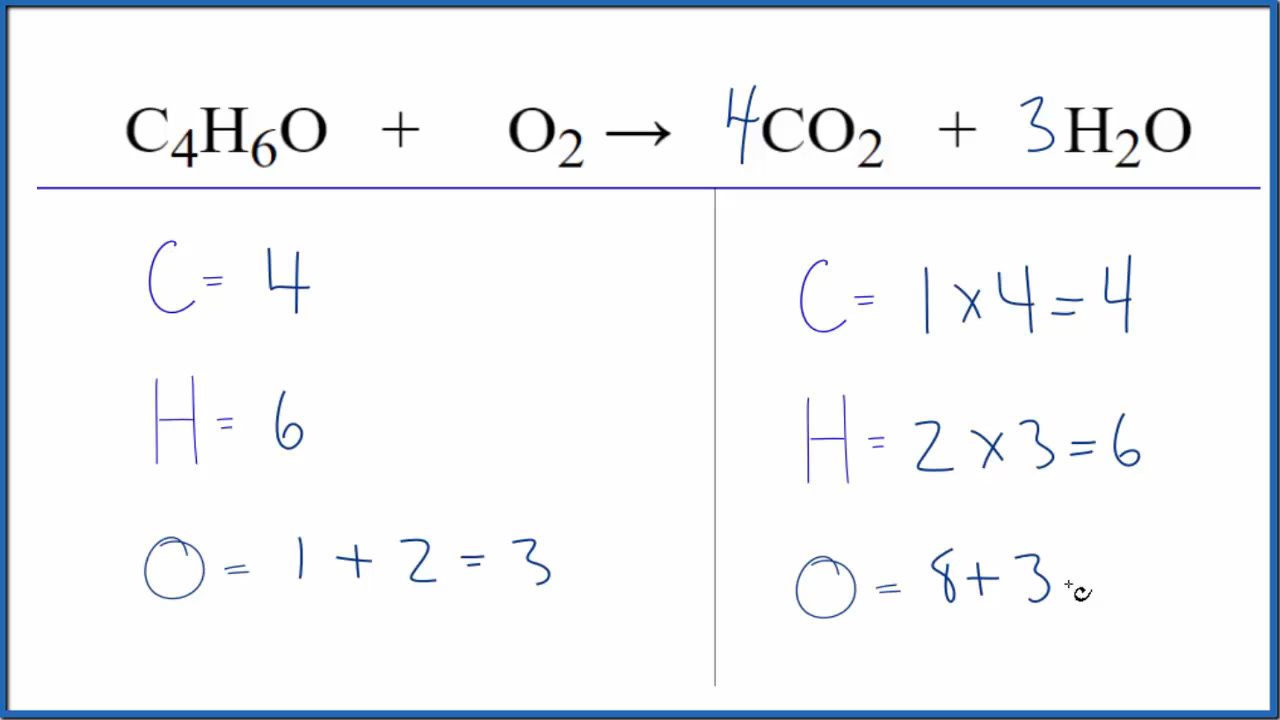 C₄H₆O + O₂ → 4CO₂ + 3H₂O
C = 4
H = 6
O = 1 + 2 = 3
C = 1 x 4 = 4
H = 2 x 3 = 6
O = 8 + 3